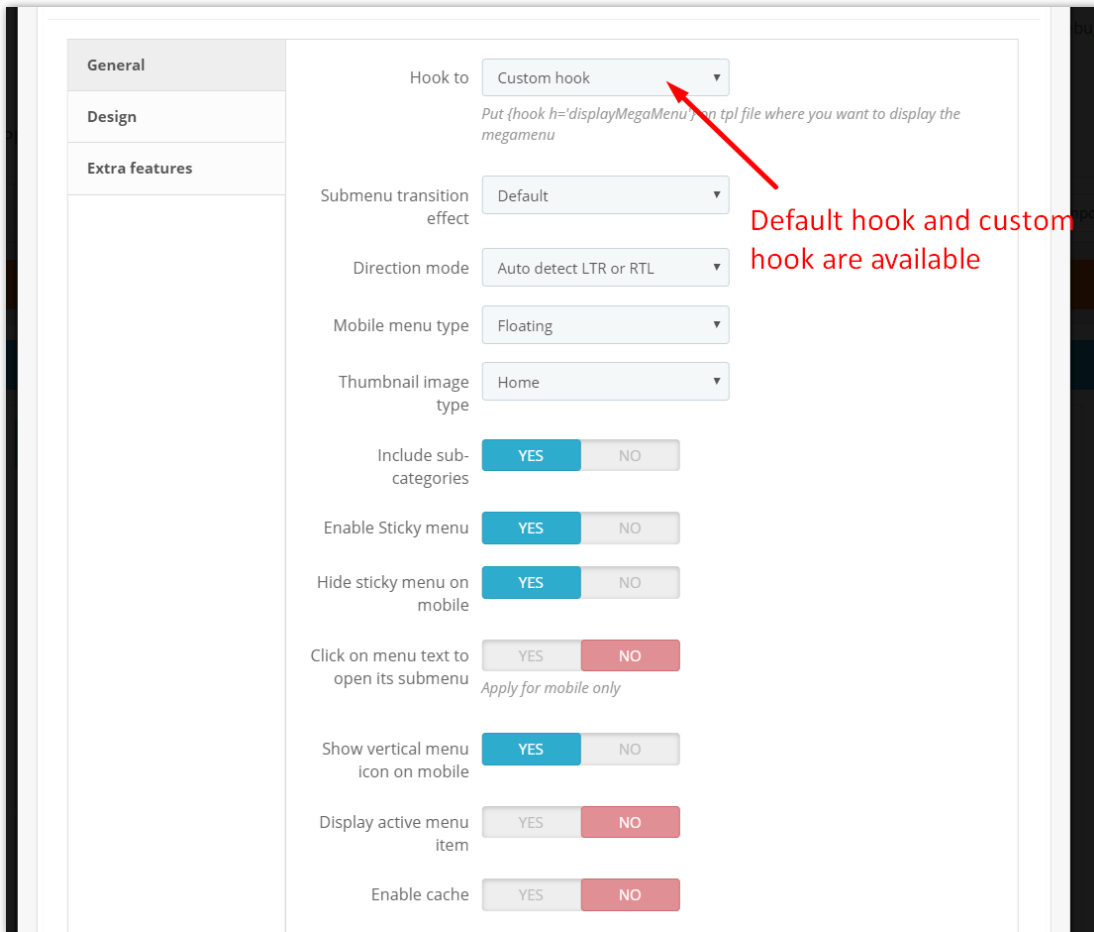 General
Design
Extra features
Hook to
Custom hook
Put {hook h='displayMegaMenu'} on tpl file where you want to display the
megamenu
Default hook and custom
hook are available
Submenu transition
effect
Default
Direction mode
Auto detect LTR or RTL
Mobile menu type
Floating
Thumbnail image
type
Home
Include sub-
categories
YES NO
Enable Sticky menu
YES NO
Hide sticky menu on
mobile
YES NO
Click on menu text to
open its submenu
YES NO
Apply for mobile only
Show vertical menu
icon on mobile
YES NO
Display active menu
item
YES NO
Enable cache
YES NO